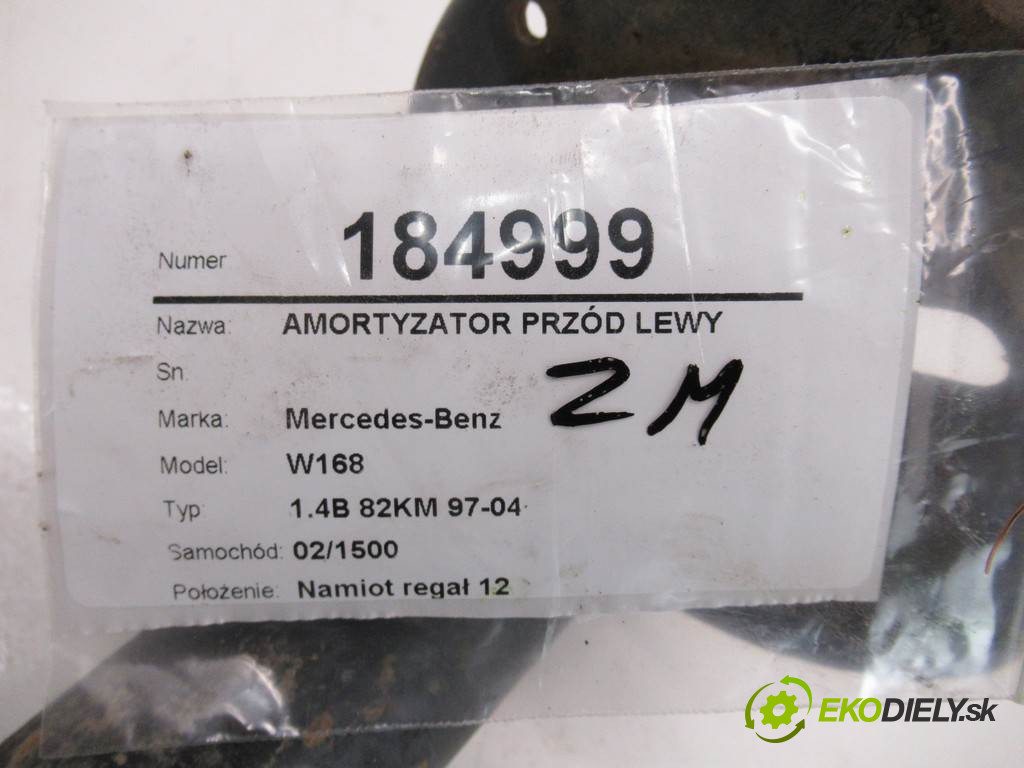 Numer 184999
Nazwa: AMORTYZATOR PRZÓD LEWY
Sn.
ZM
Marka: Mercedes-Benz
Model: W168
Typ: 1.4B 82KM 97-04
Samochód: 02/1500
Położenie: Namiot regał 12
EKODIELY.sk